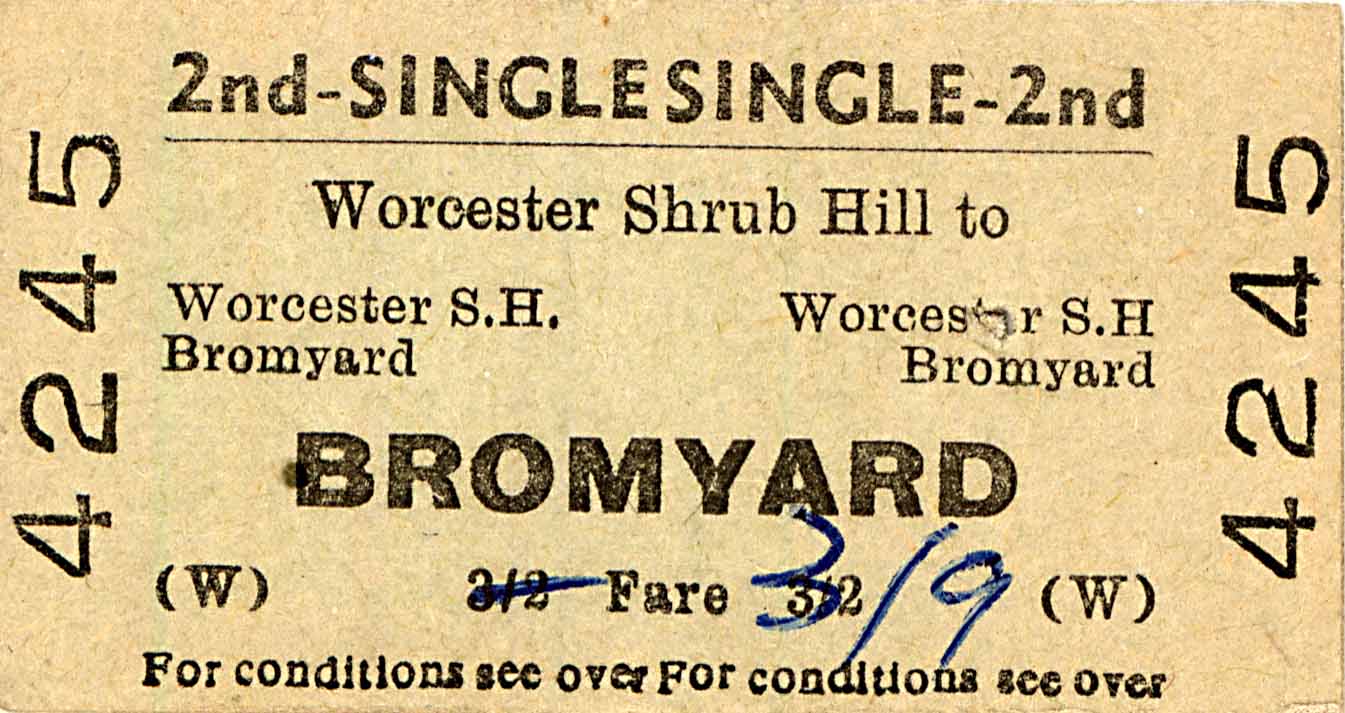 2nd-SINGLE SINGLE-2nd
Worcester Shrub Hill to
Worcester S.H. Worces r S.H
Bromyard Bromyard
BROMYARD
(W) 3/2 Fare 3/2 3/9 (W)
For conditions see over For conditions see over
4245
4245